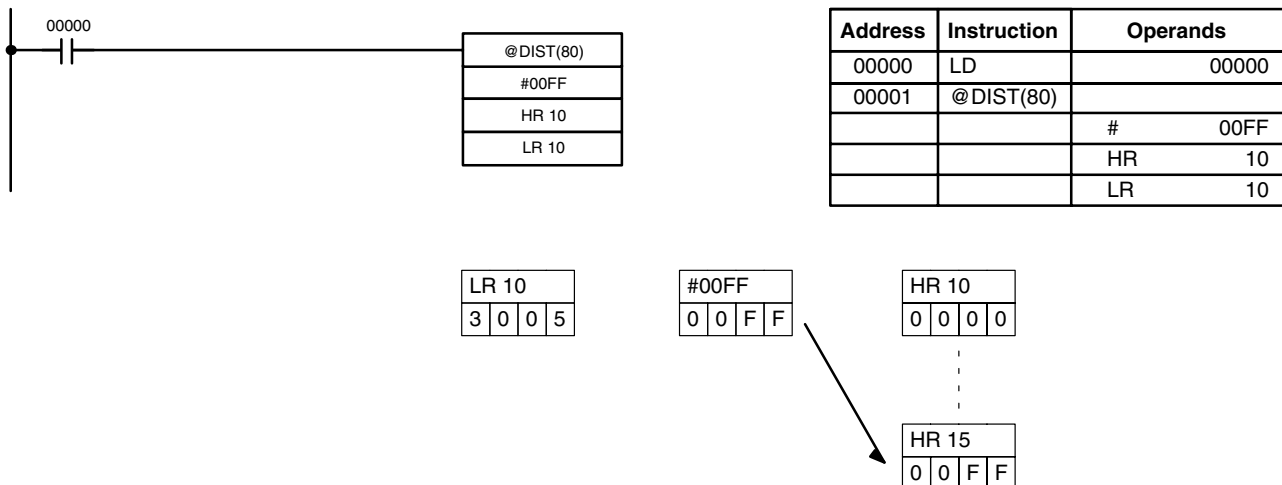 00000
@DIST(80)
#00FF
HR 10
LR 10
Address Instruction Operands
00000 LD 00000
00001 @DIST(80)
# 00FF
HR 10
LR 10
LR 10 #00FF HR 10
3 0 0 5 0 0 F F 0 0 0 0
HR 15
0 0 F F